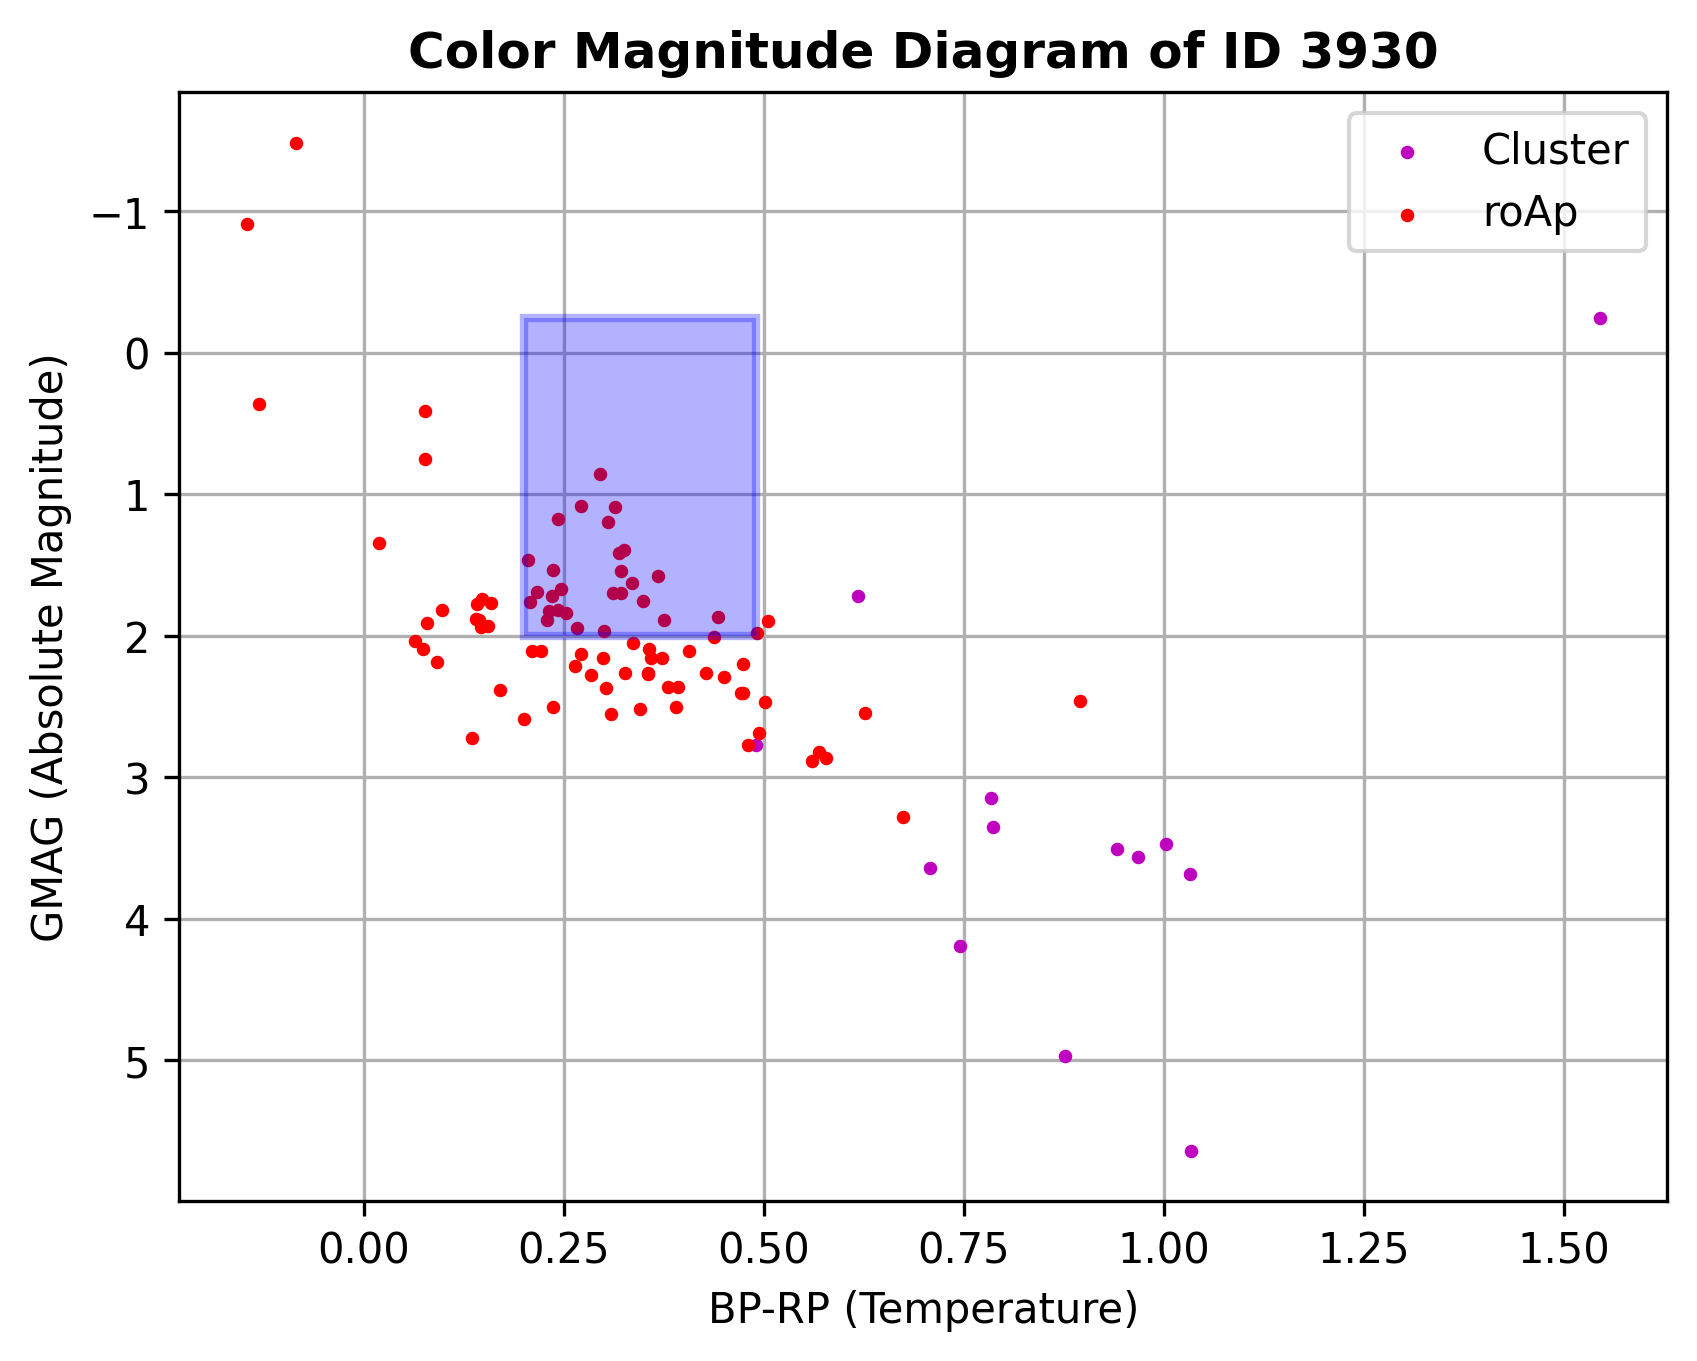 Color Magnitude Diagram of ID 3930
Cluster
roAp
GMAG (Absolute Magnitude)
−1
0
1
2
3
4
5
0.00 0.25 0.50 0.75 1.00 1.25 1.50
BP-RP (Temperature)